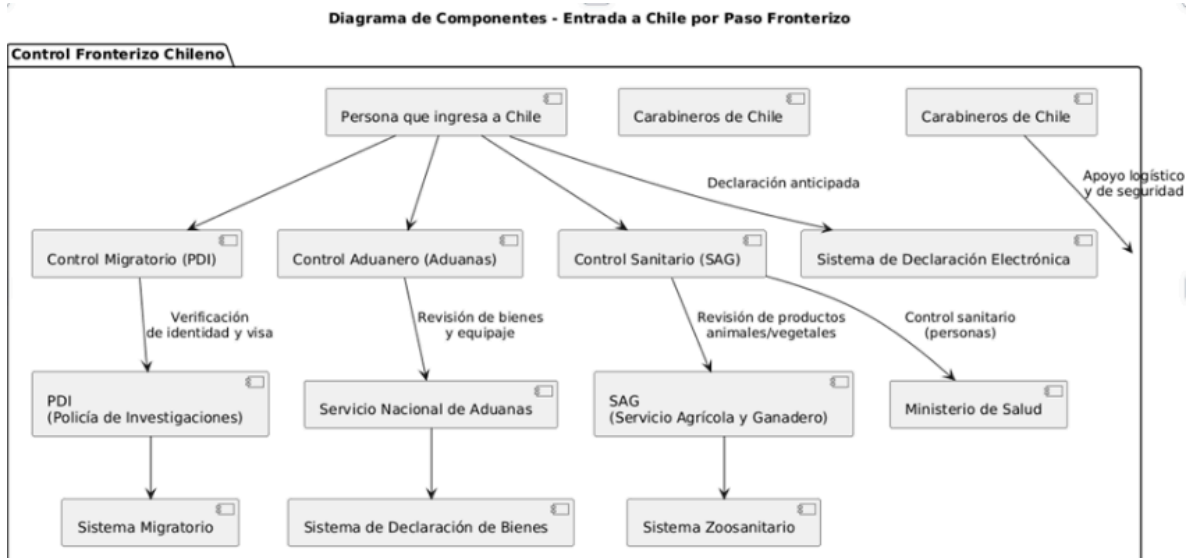 Diagrama de Componentes - Entrada a Chile por Paso Fronterizo
Control Fronterizo Chileno
Persona que ingresa a Chile
Carabineros de Chile
Carabineros de Chile
Declaración anticipada
Apoyo logístico
y de seguridad
Control Migratorio (PDI)
Control Aduanero (Aduanas)
Control Sanitario (SAG)
Sistema de Declaración Electrónica
Verificación
de identidad y visa
Revisión de bienes
y equipaje
Revisión de productos
animales/vegetales
Control sanitario
(personas)
PDI
(Policía de Investigaciones)
Servicio Nacional de Aduanas
SAG
(Servicio Agrícola y Ganadero)
Ministerio de Salud
Sistema Migratorio
Sistema de Declaración de Bienes
Sistema Zoosanitario